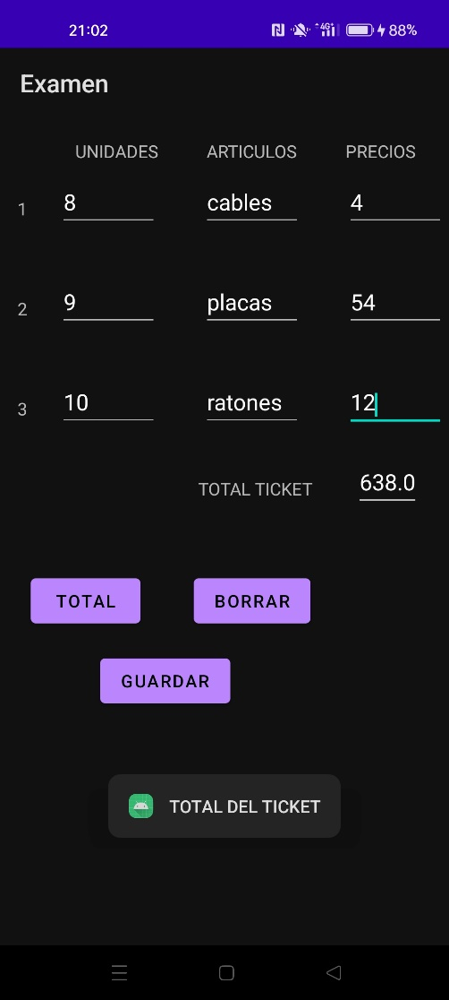 21:02 4G+ 88%
Examen
UNIDADES ARTICULOS PRECIOS
1 8 cables 4
2 9 placas 54
3 10 ratones 12
TOTAL TICKET 638.0
TOTAL BORRAR
GUARDAR
TOTAL DEL TICKET